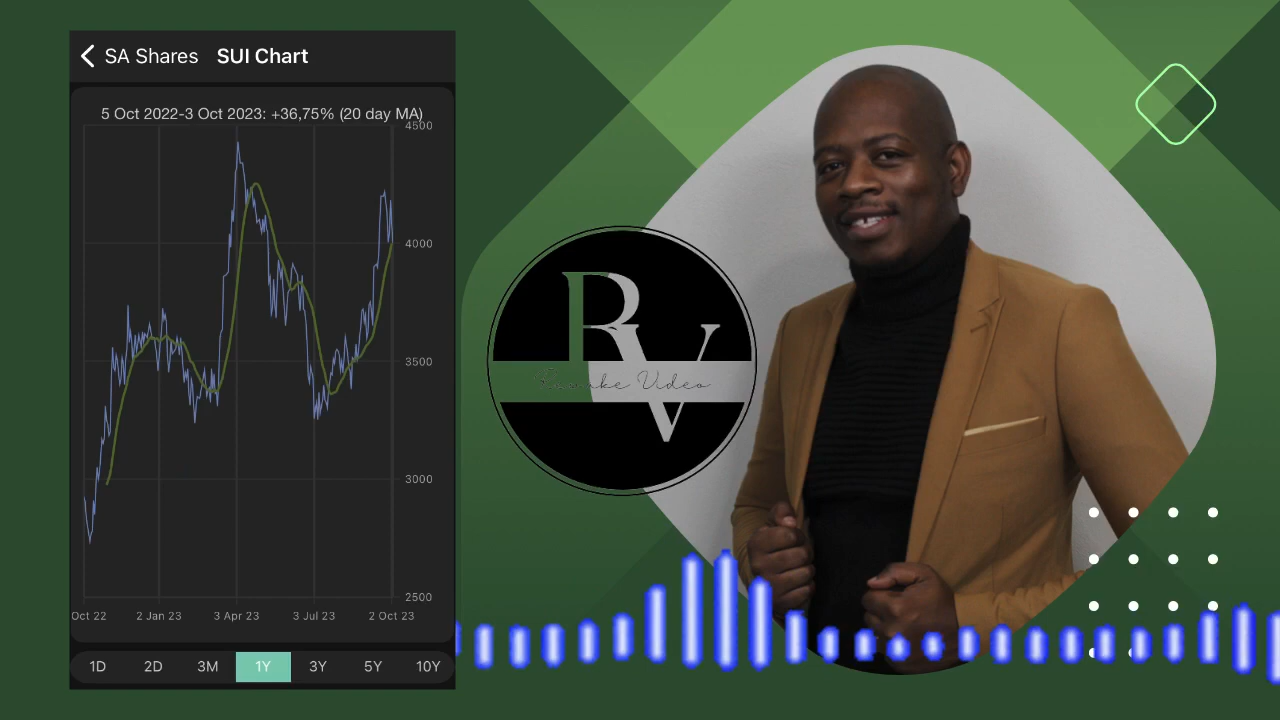 SA Shares SUI Chart
5 Oct 2022-3 Oct 2023: +36,75% (20 day MA)
4500
4000
3500
3000
2500
Oct 22 2 Jan 23 3 Apr 23 3 Jul 23 2 Oct 23
1D 2D 3M 1Y 3Y 5Y 10Y
RV
Video